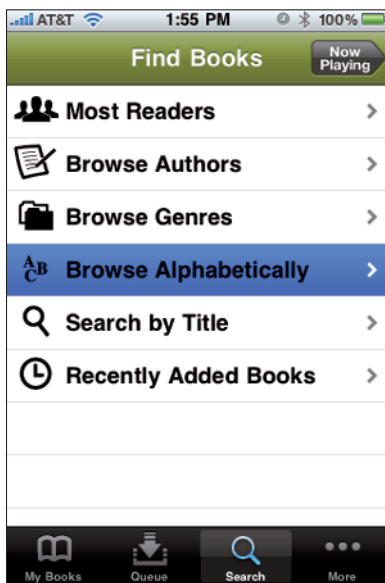 AT&T 1:55 PM 100%
Find Books
Now
Playing
Most Readers
Browse Authors
Browse Genres
ABC Browse Alphabetically
Search by Title
Recently Added Books
My Books Queue Search More